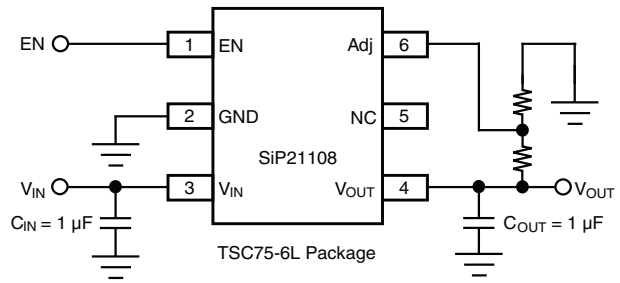 EN
1
EN
Adj
6
2
GND
NC
5
SiP21108
VIN
3
VIN
VOUT
4
VOUT
CIN = 1 µF
COUT = 1 µF
TSC75-6L Package